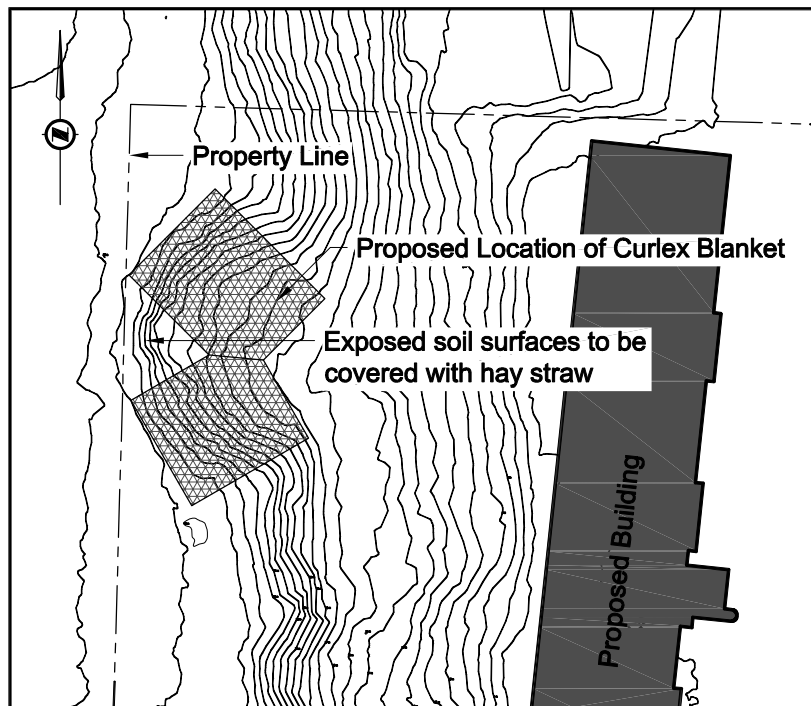 Property Line
Proposed Location of Curlex Blanket
Exposed soil surfaces to be
covered with hay straw
Proposed Building